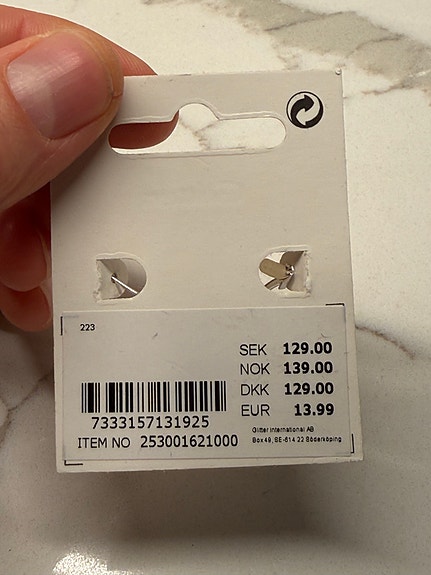 223
SEK 129.00
NOK 139.00
DKK 129.00
EUR 13.99
7333157131925
ITEM NO 253001621000
Glitter International AB
Box 49, SE-614 22 Söderköping